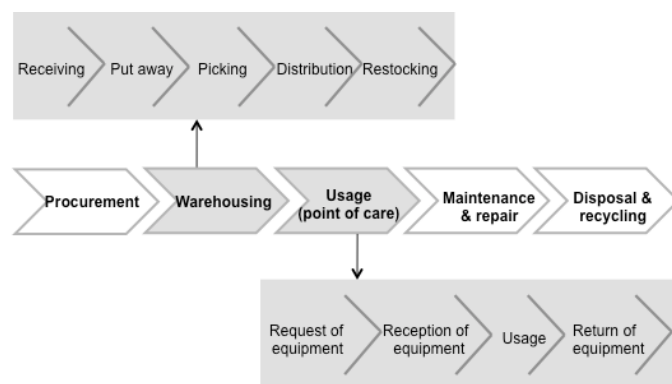 Receiving
Put away
Picking
Distribution
Restocking
Procurement
Warehousing
Usage
(point of care)
Maintenance
& repair
Disposal &
recycling
Request of
equipment
Reception of
equipment
Usage
Return of
equipment